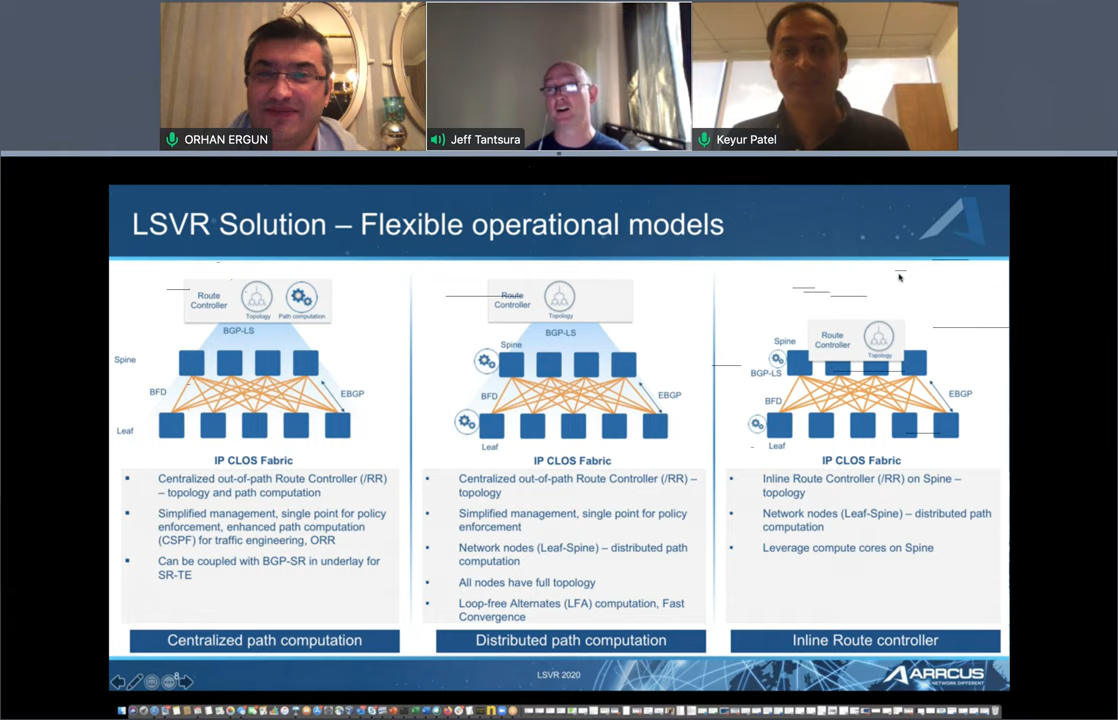 ORHAN ERGUN
Jeff Tantsura
Keyur Patel
LSVR Solution – Flexible operational models
Route
Controller
Topology
Path computation
BGP-LS
Spine
BFD
EBGP
Leaf
IP CLOS Fabric
▪ Centralized out-of-path Route Controller (/RR)
– topology and path computation
▪ Simplified management, single point for policy
enforcement, enhanced path computation
(CSPF) for traffic engineering, ORR
▪ Can be coupled with BGP-SR in underlay for
SR-TE
Centralized path computation
Route
Controller
Topology
BGP-LS
Spine
BFD
EBGP
Leaf
IP CLOS Fabric
▪ Centralized out-of-path Route Controller (/RR) –
topology
▪ Simplified management, single point for policy
enforcement
▪ Network nodes (Leaf-Spine) – distributed path
computation
▪ All nodes have full topology
▪ Loop-free Alternates (LFA) computation, Fast
Convergence
Distributed path computation
Route
Controller
Topology
Spine
BGP-LS
BFD
EBGP
Leaf
IP CLOS Fabric
▪ Inline Route Controller (/RR) on Spine –
topology
▪ Network nodes (Leaf-Spine) – distributed path
computation
▪ Leverage compute cores on Spine
Inline Route controller
8
LSVR 2020
ARRCUS
NETWORK DIFFERENT